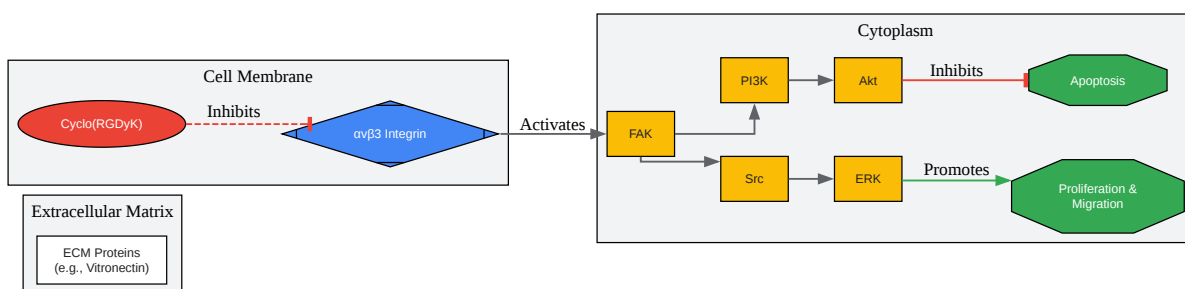 Cell Membrane
Cyclo(RGDyK)
Inhibits
αvβ3 Integrin
Activates
Extracellular Matrix
ECM Proteins
(e.g., Vitronectin)
Cytoplasm
FAK
PI3K
Akt
Inhibits
Apoptosis
Src
ERK
Promotes
Proliferation &
Migration